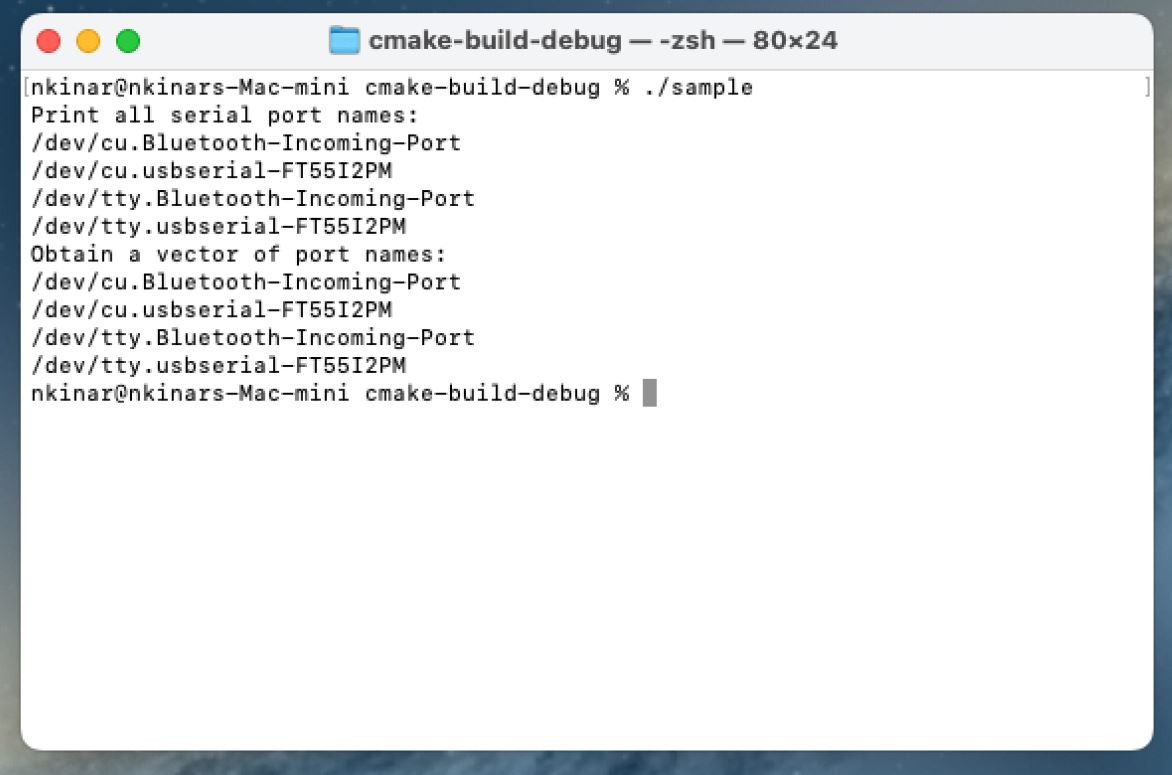 cmake-build-debug — -zsh — 80×24
[nkinar@nkinars-Mac-mini cmake-build-debug % ./sample ]
Print all serial port names:
/dev/cu.Bluetooth-Incoming-Port
/dev/cu.usbserial-FT55I2PM
/dev/tty.Bluetooth-Incoming-Port
/dev/tty.usbserial-FT55I2PM
Obtain a vector of port names:
/dev/cu.Bluetooth-Incoming-Port
/dev/cu.usbserial-FT55I2PM
/dev/tty.Bluetooth-Incoming-Port
/dev/tty.usbserial-FT55I2PM
nkinar@nkinars-Mac-mini cmake-build-debug %